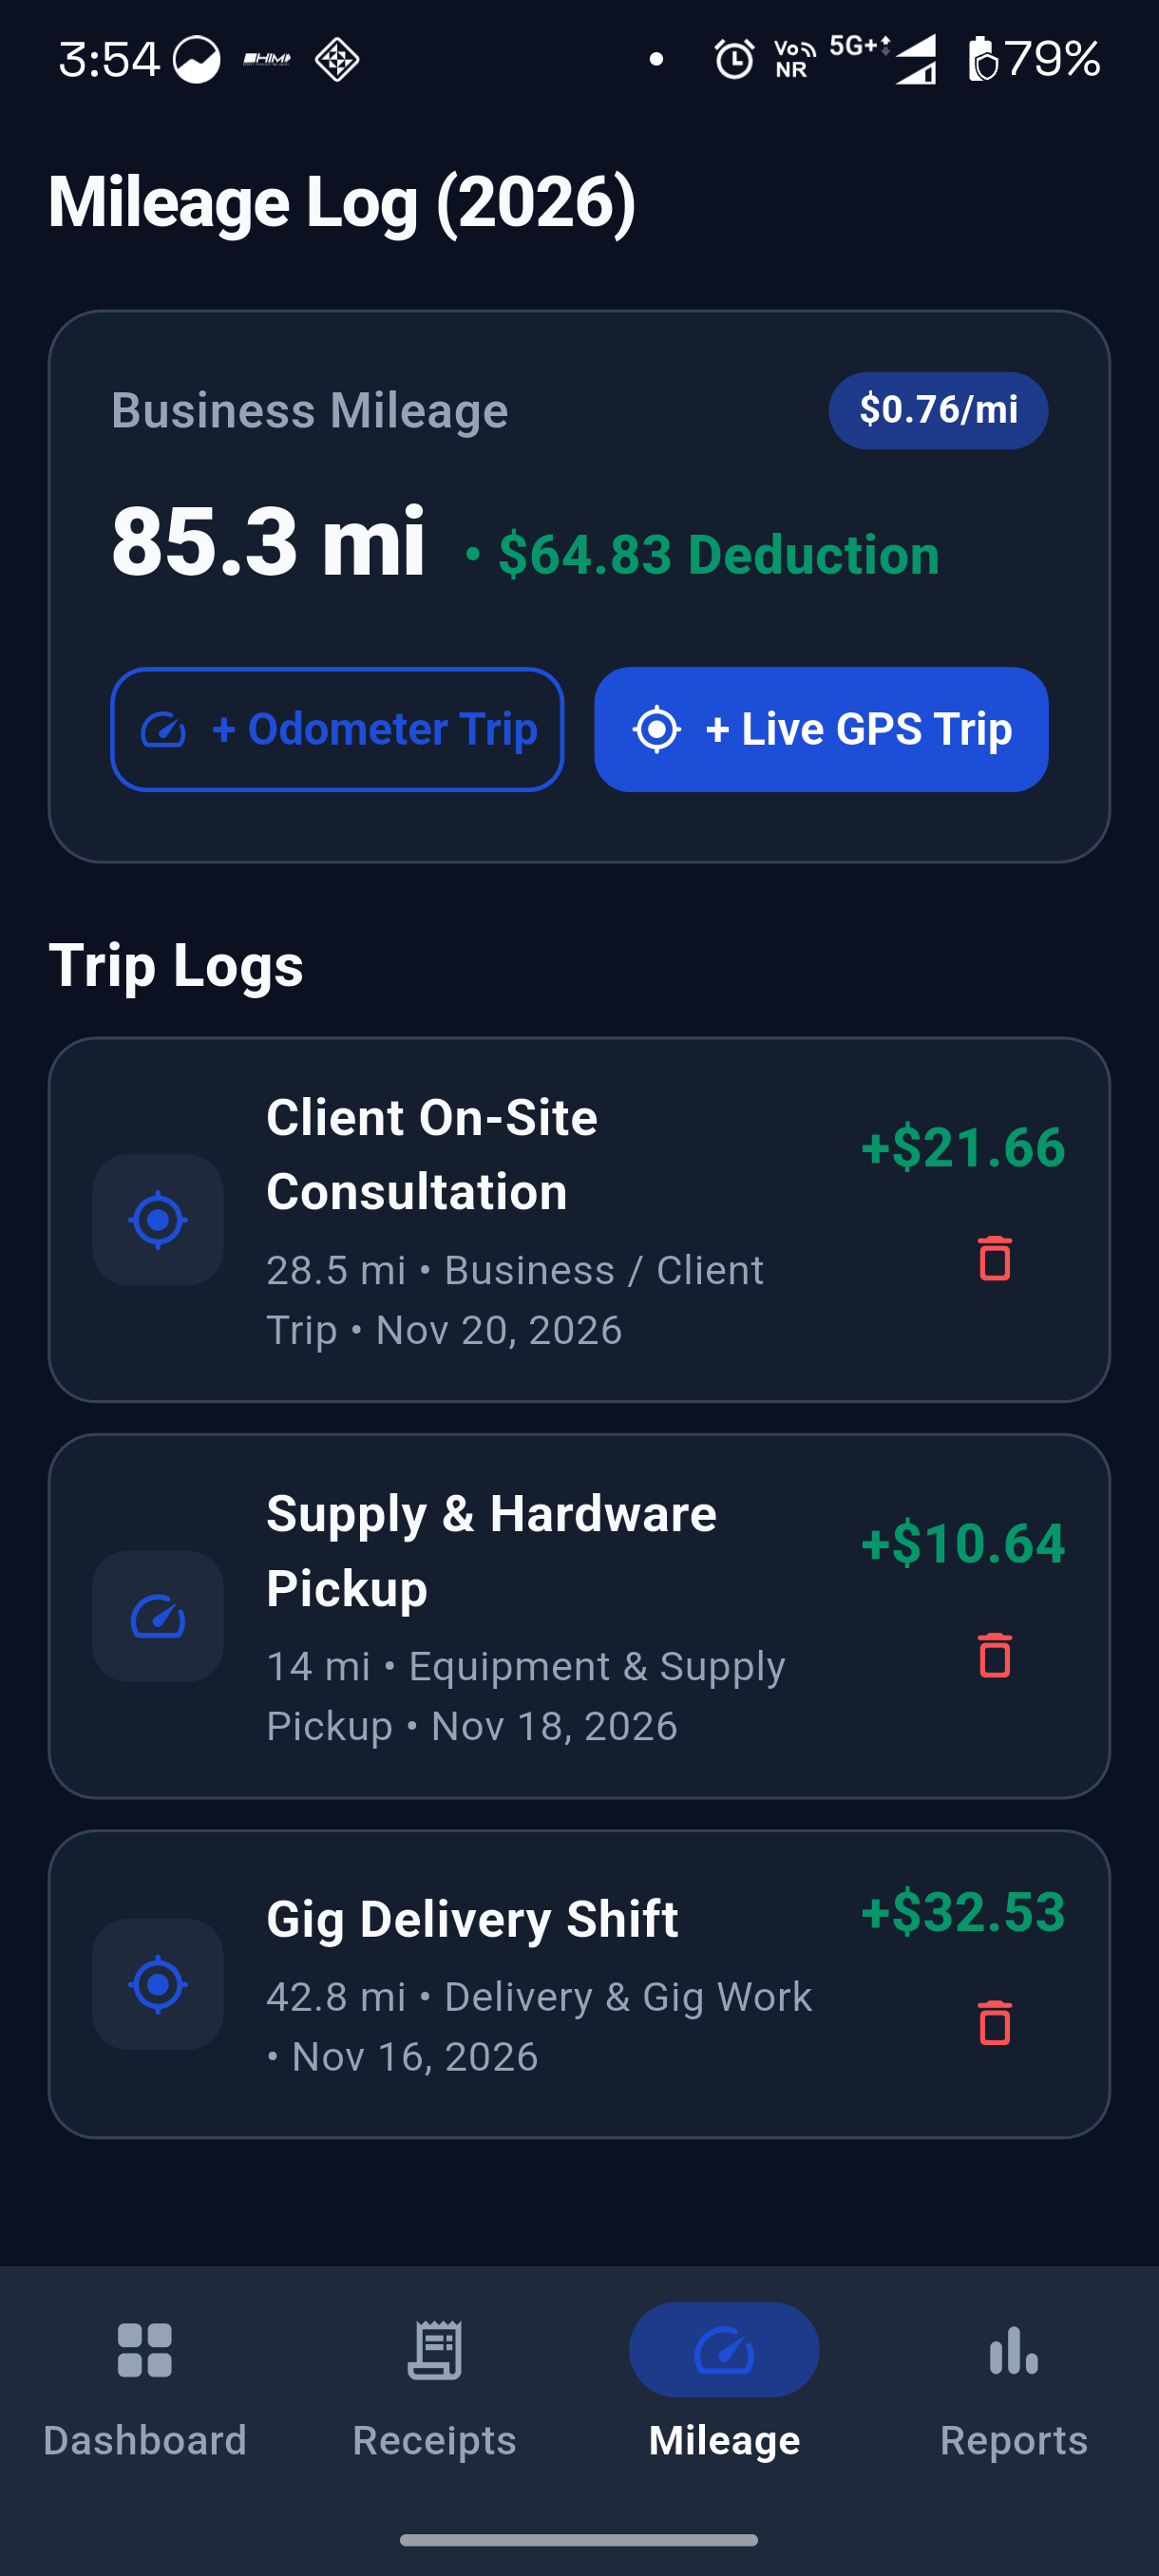 3:54
VoNR 5G+ 79%
Mileage Log (2026)
Business Mileage
$0.76/mi
85.3 mi • $64.83 Deduction
+ Odometer Trip
+ Live GPS Trip
Trip Logs
Client On-Site
Consultation
+$21.66
28.5 mi • Business / Client
Trip • Nov 20, 2026
Supply & Hardware
Pickup
+$10.64
14 mi • Equipment & Supply
Pickup • Nov 18, 2026
Gig Delivery Shift
+$32.53
42.8 mi • Delivery & Gig Work
• Nov 16, 2026
Dashboard
Receipts
Mileage
Reports